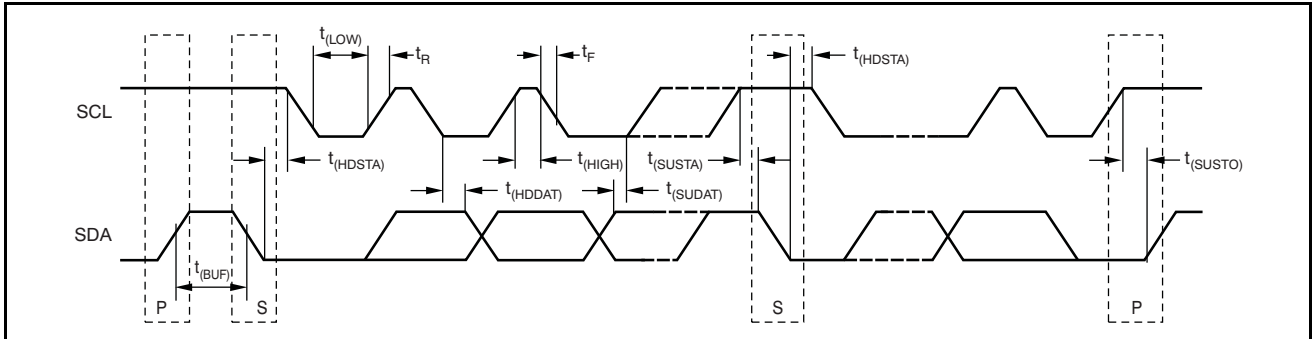 t(LOW)
tR
tF
t(HDSTA)
SCL
t(HDSTA)
t(HIGH)
t(SUSTA)
t(SUSTO)
t(HDDAT)
t(SUDAT)
SDA
t(BUF)
P
S
S
P